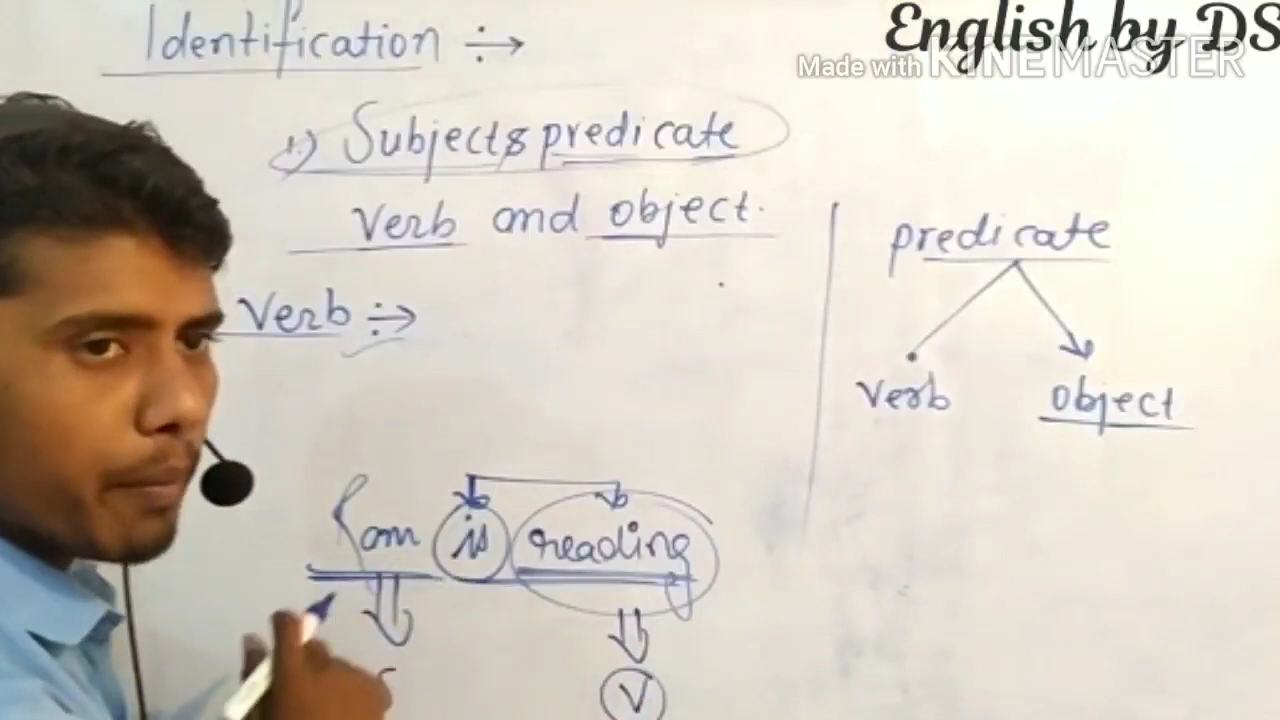 Identification ÷→
English by DS
Made with KINEMASTER
1.) Subject & predicate
Verb and object.
Verb ÷→
predicate
Verb object
Ram is reading
V